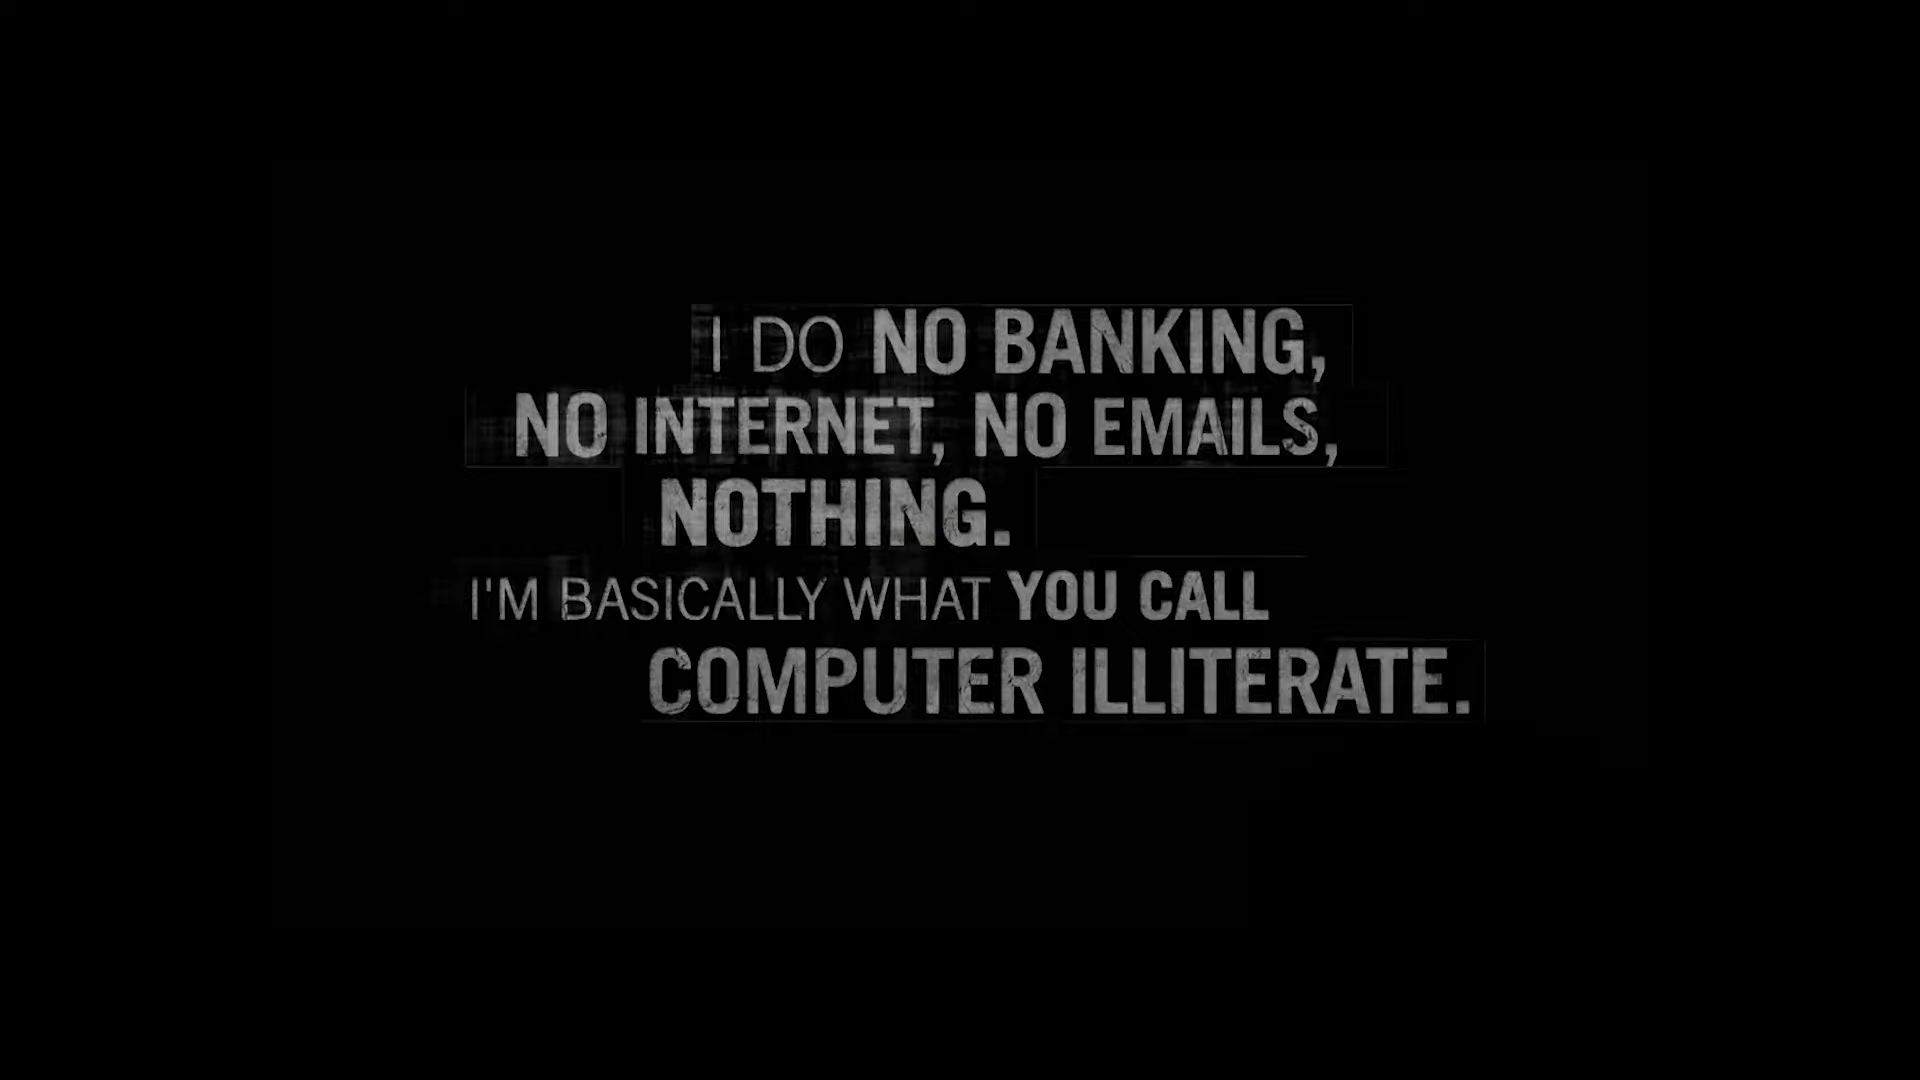 I DO NO BANKING,
NO INTERNET, NO EMAILS,
NOTHING.
I'M BASICALLY WHAT YOU CALL
COMPUTER ILLITERATE.